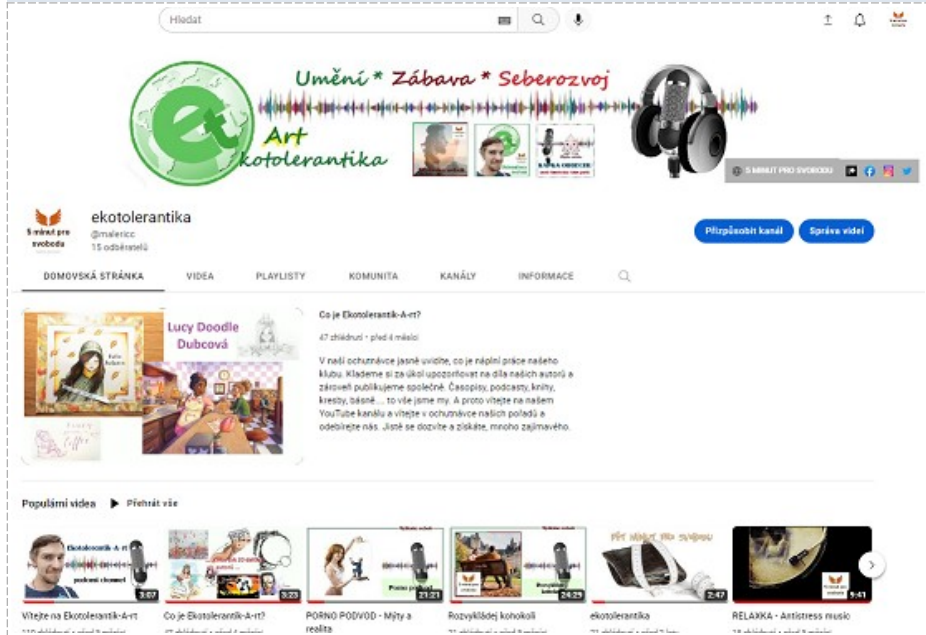 Hledat
Umění * Zábava * Seberozvoj
et
Art
kotolerantika
@ 5 MINUT PRO SVOBODU
5 minut pro
svobodu
ekotolerantika
@malericc
15 odběratelů
Přizpůsobit kanál
Správa videí
DOMOVSKÁ STRÁNKA
VIDEA
PLAYLISTY
KOMUNITA
KANÁLY
INFORMACE
Lucy Doodle
Dubcová
Co je Ekotolerantik-A-rt?
47 zhlédnutí • před 4 měsíci
V naší ochutnávce jasně uvidíte, co je náplní práce našeho
klubu. Klademe si za úkol upozorňovat na díla našich autorů a
zároveň publikujeme společně. Časopisy, podcasty, knihy,
kresby, básně.... to vše jsme my. A proto vítejte na našem
YouTube kanálu a vítejte v ochutnávce našich pořadů a
odebírejte nás. Jistě se dozvíte a získáte, mnoho zajímavého.
Populární videa
Přehrát vše
Ekotolerantik-A-rt
podcast channel
3:07
3:23
21:21
24:29
PĚT MINUT PRO SVOBODU
2:47
9:41
Vítejte na Ekotolerantik-A-rt
Co je Ekotolerantik-A-rt?
PORNO PODVOD - Mýty a
realita
Rozvykládej kohokoli
ekotolerantika
RELAXKA - Antistress music